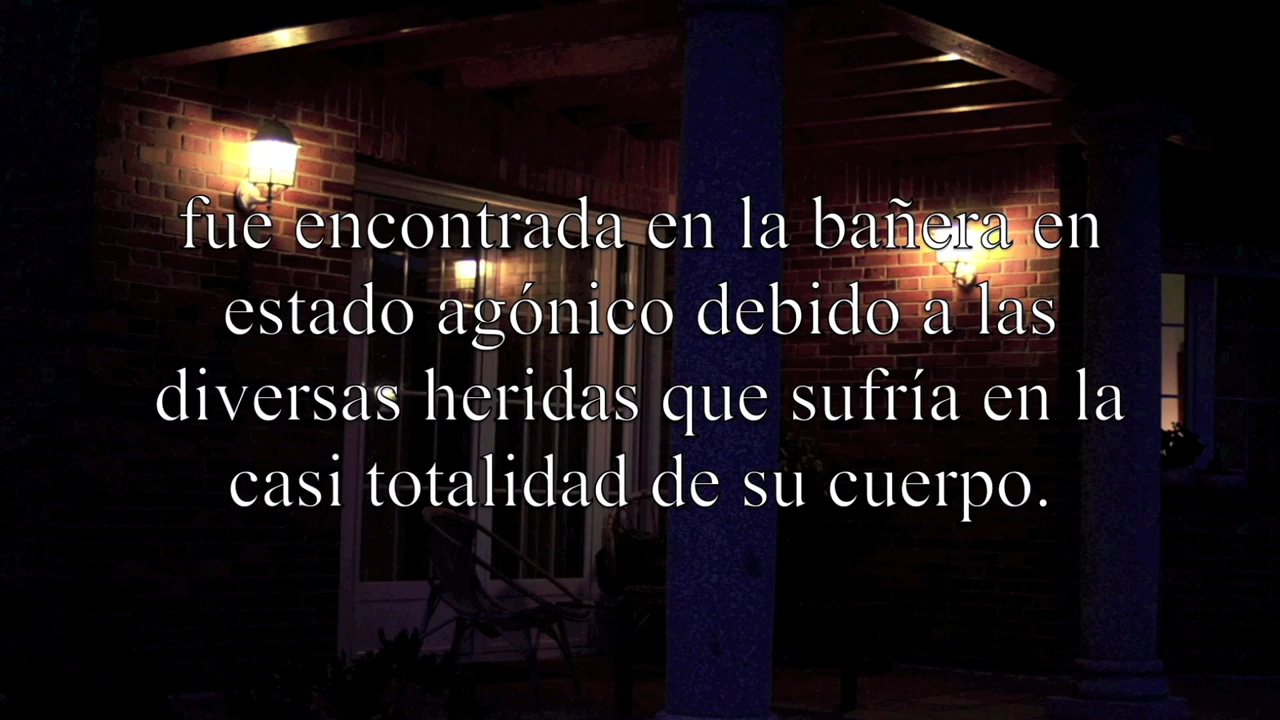 fue encontrada en la bañera en
estado agónico debido a las
diversas heridas que sufría en la
casi totalidad de su cuerpo.